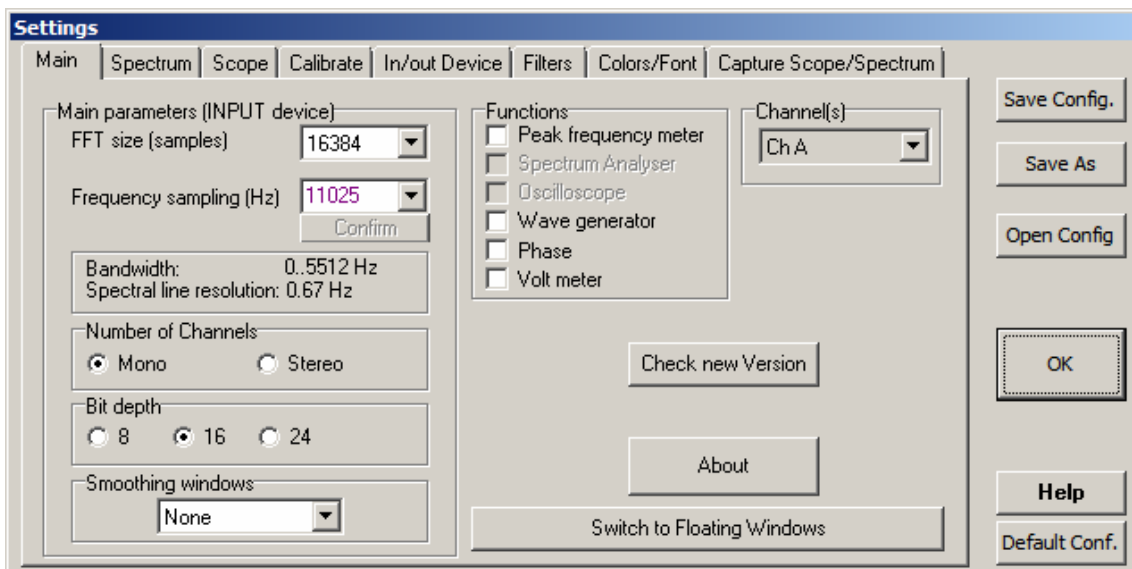 Settings
Main Spectrum Scope Calibrate In/out Device Filters Colors/Font Capture Scope/Spectrum
Main parameters (INPUT device)
FFT size (samples) 16384
Frequency sampling (Hz) 11025
Confirm
Bandwidth: 0..5512 Hz
Spectral line resolution: 0.67 Hz
Number of Channels
Mono Stereo
Bit depth
8 16 24
Smoothing windows
None
Functions
Peak frequency meter
Spectrum Analyser
Oscilloscope
Wave generator
Phase
Volt meter
Channel(s)
Ch A
Check new Version
About
Switch to Floating Windows
Save Config.
Save As
Open Config
OK
Help
Default Conf.